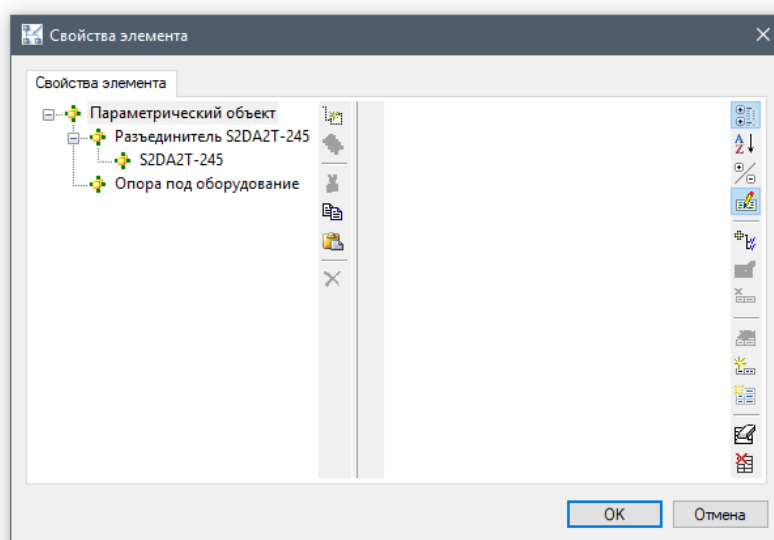 Свойства элемента
Свойства элемента
Параметрический объект
Разъединитель S2DA2T-245
S2DA2T-245
Опора под оборудование
OK
Отмена